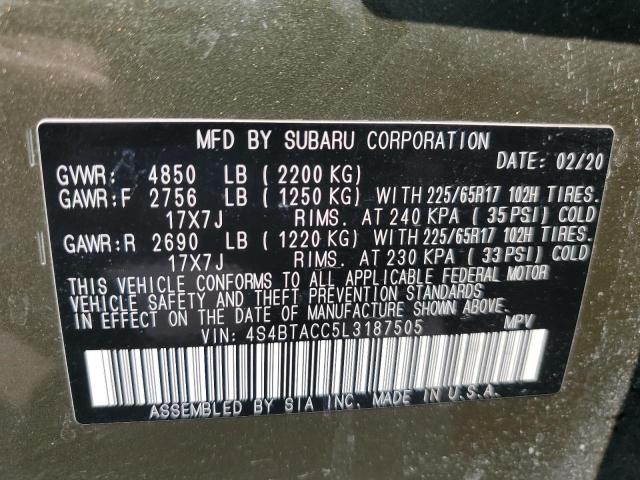 MFD BY SUBARU CORPORATION
DATE: 02/20
GVWR: 4850 LB (2200 KG)
GAWR:F 2756 LB (1250 KG) WITH 225/65R17 102H TIRES.
17X7J RIMS. AT 240 KPA (35 PSI) COLD
GAWR:R 2690 LB (1220 KG) WITH 225/65R17 102H TIRES.
17X7J RIMS. AT 230 KPA (33 PSI) COLD
THIS VEHICLE CONFORMS TO ALL APPLICABLE FEDERAL MOTOR
VEHICLE SAFETY AND THEFT PREVENTION STANDARDS
IN EFFECT ON THE DATE OF MANUFACTURE SHOWN ABOVE.
VIN: 4S4BTACC5L3187505 MPV
ASSEMBLED BY SIA INC. MADE IN U.S.A.